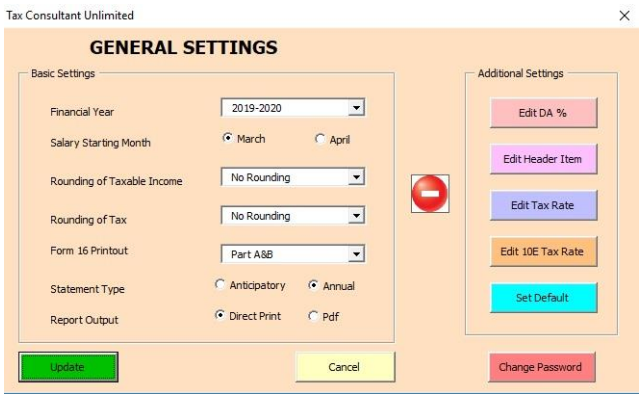 Tax Consultant Unlimited
GENERAL SETTINGS
Basic Settings
Financial Year 2019-2020
Salary Starting Month March April
Rounding of Taxable Income No Rounding
Rounding of Tax No Rounding
Form 16 Printout Part A&B
Statement Type Anticipatory Annual
Report Output Direct Print Pdf
Additional Settings
Edit DA %
Edit Header Item
Edit Tax Rate
Edit 10E Tax Rate
Set Default
Update Cancel Change Password